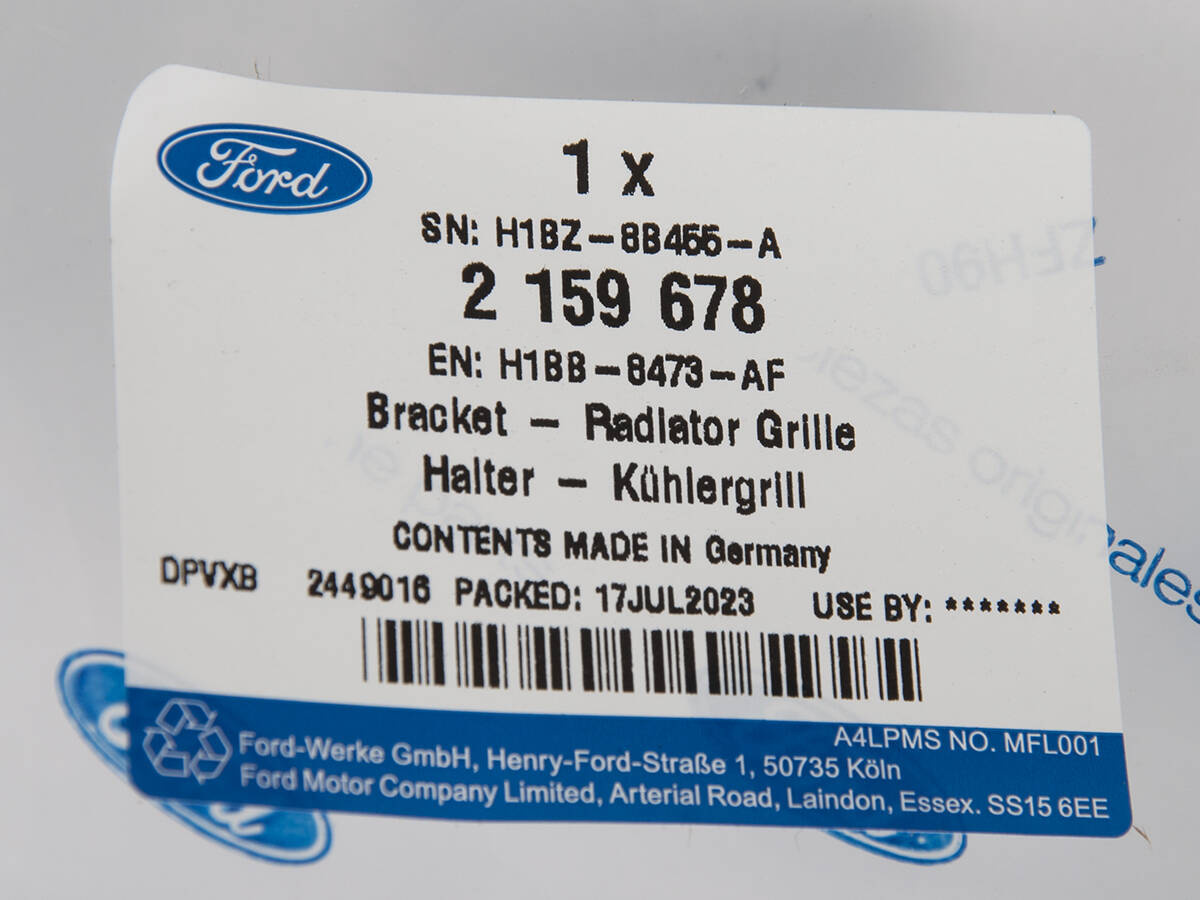 Ford
1 x
SN: H1BZ-8B455-A
2 159 678
EN: H1BB-8473-AF
Bracket - Radiator Grille
Halter - Kühlergrill
CONTENTS MADE IN Germany
DPVXB 2449016 PACKED: 17JUL2023 USE BY: *******
A4LPMS NO. MFL001
Ford-Werke GmbH, Henry-Ford-Straße 1, 50735 Köln
Ford Motor Company Limited, Arterial Road, Laindon, Essex. SS15 6EE